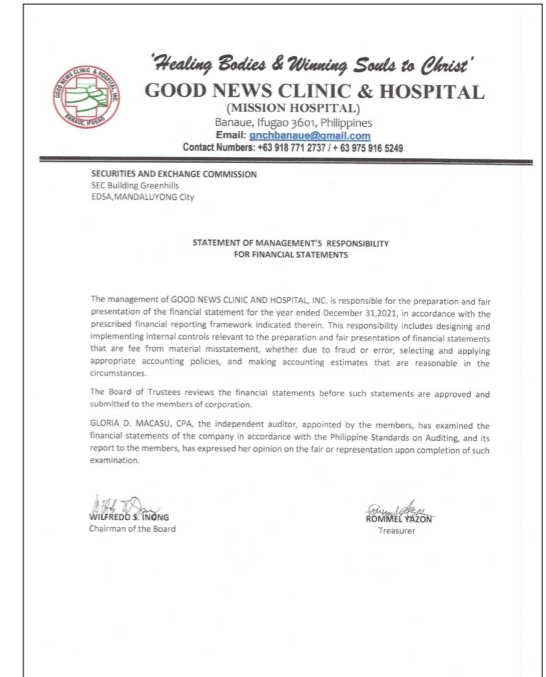 'Healing Bodies & Winning Souls to Christ'
GOOD NEWS CLINIC & HOSPITAL
(MISSION HOSPITAL)
Banaue, Ifugao 3601, Philippines
Email: gnchbanaue@gmail.com
Contact Numbers: +63 918 771 2737 / + 63 975 916 5249
GOOD NEWS CLINIC & HOSPITAL, INC.
BANAUE, IFUGAO
SECURITIES AND EXCHANGE COMMISSION
SEC Building Greenhills
EDSA,MANDALUYONG City
STATEMENT OF MANAGEMENT'S RESPONSIBILITY
FOR FINANCIAL STATEMENTS
The management of GOOD NEWS CLINIC AND HOSPITAL, INC. is responsible for the preparation and fair
presentation of the financial statement for the year ended December 31,2021, in accordance with the
prescribed financial reporting framework indicated therein. This responsibility includes designing and
implementing internal controls relevant to the preparation and fair presentation of financial statements
that are fee from material misstatement, whether due to fraud or error, selecting and applying
appropriate accounting policies, and making accounting estimates that are reasonable in the
circumstances.
The Board of Trustees reviews the financial statements before such statements are approved and
submitted to the members of corporation.
GLORIA D. MACASU, CPA, the independent auditor, appointed by the members, has examined the
financial statements of the company in accordance with the Philippine Standards on Auditing, and its
report to the members, has expressed her opinion on the fair or representation upon completion of such
examination.
WILFREDO S. INONG
Chairman of the Board
ROMMEL YAZON
Treasurer